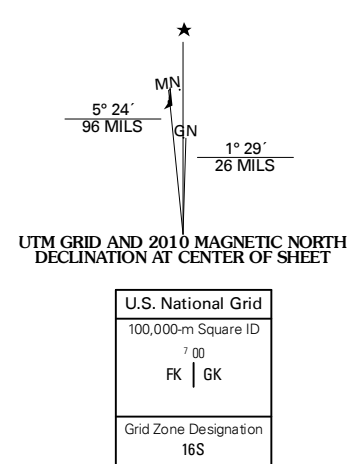 ★
MN
GN
5° 24´
96 MILS
1° 29´
26 MILS
UTM GRID AND 2010 MAGNETIC NORTH
DECLINATION AT CENTER OF SHEET
U.S. National Grid
100,000-m Square ID
7 00
FK | GK
Grid Zone Designation
16S